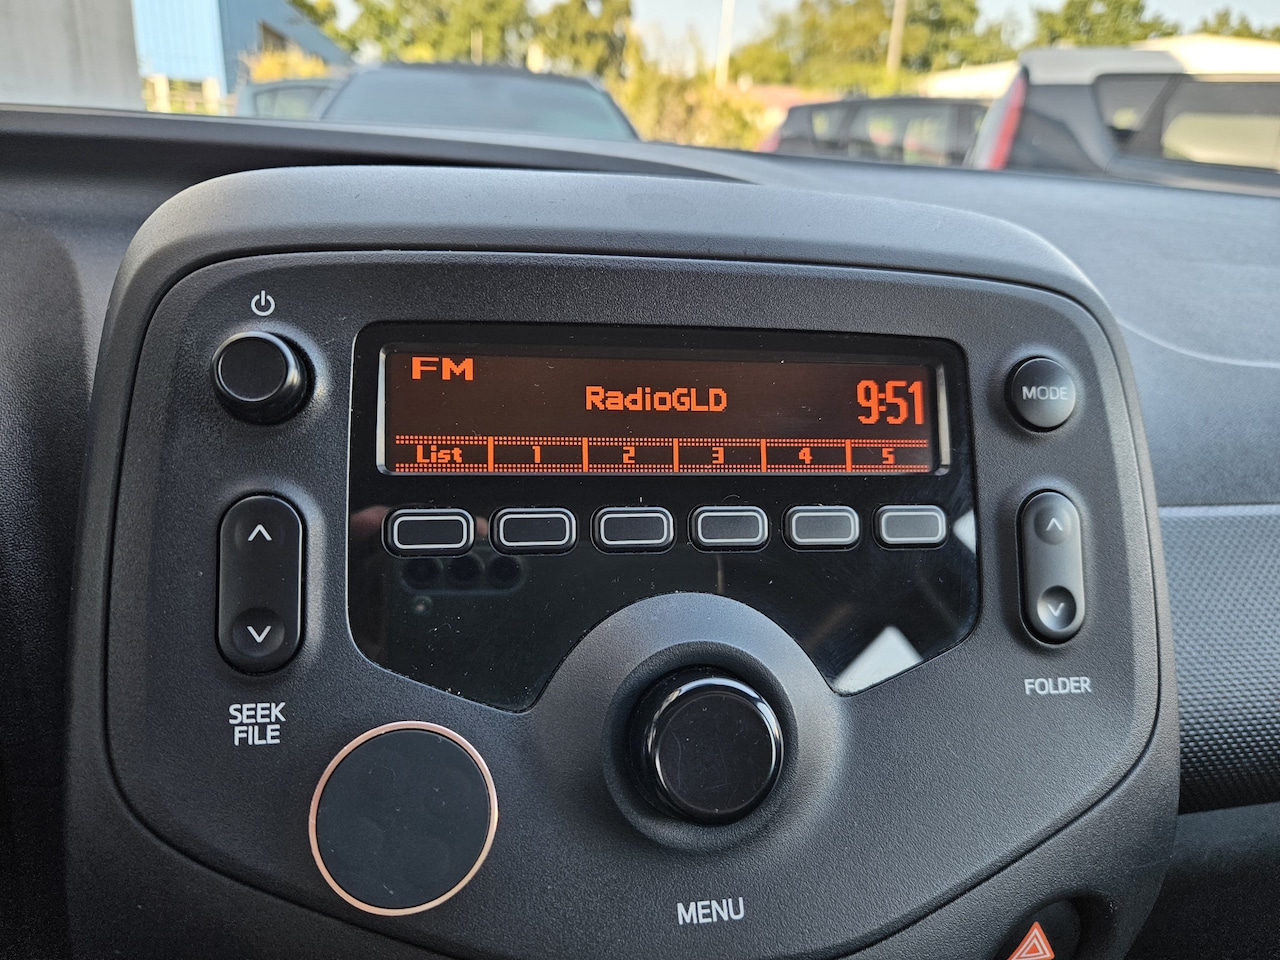 FM
RadioGLD
9:51
List 1 2 3 4 5
MODE
SEEK
FILE
FOLDER
MENU